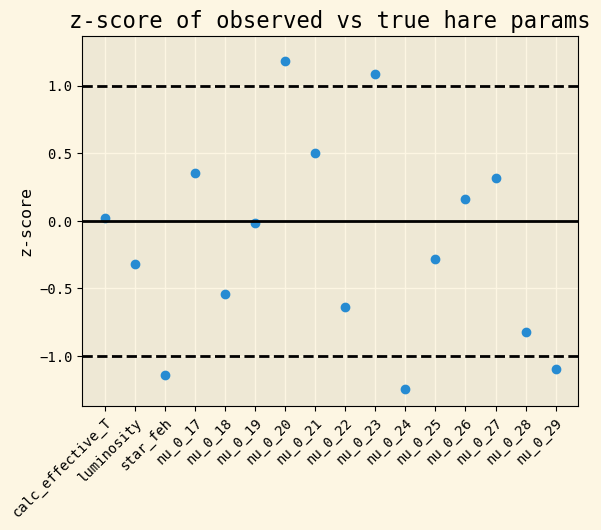 z-score of observed vs true hare params
z-score
1.0
0.5
0.0
−0.5
−1.0
calc_effective_T
luminosity
star_feh
nu_0_17
nu_0_18
nu_0_19
nu_0_20
nu_0_21
nu_0_22
nu_0_23
nu_0_24
nu_0_25
nu_0_26
nu_0_27
nu_0_28
nu_0_29